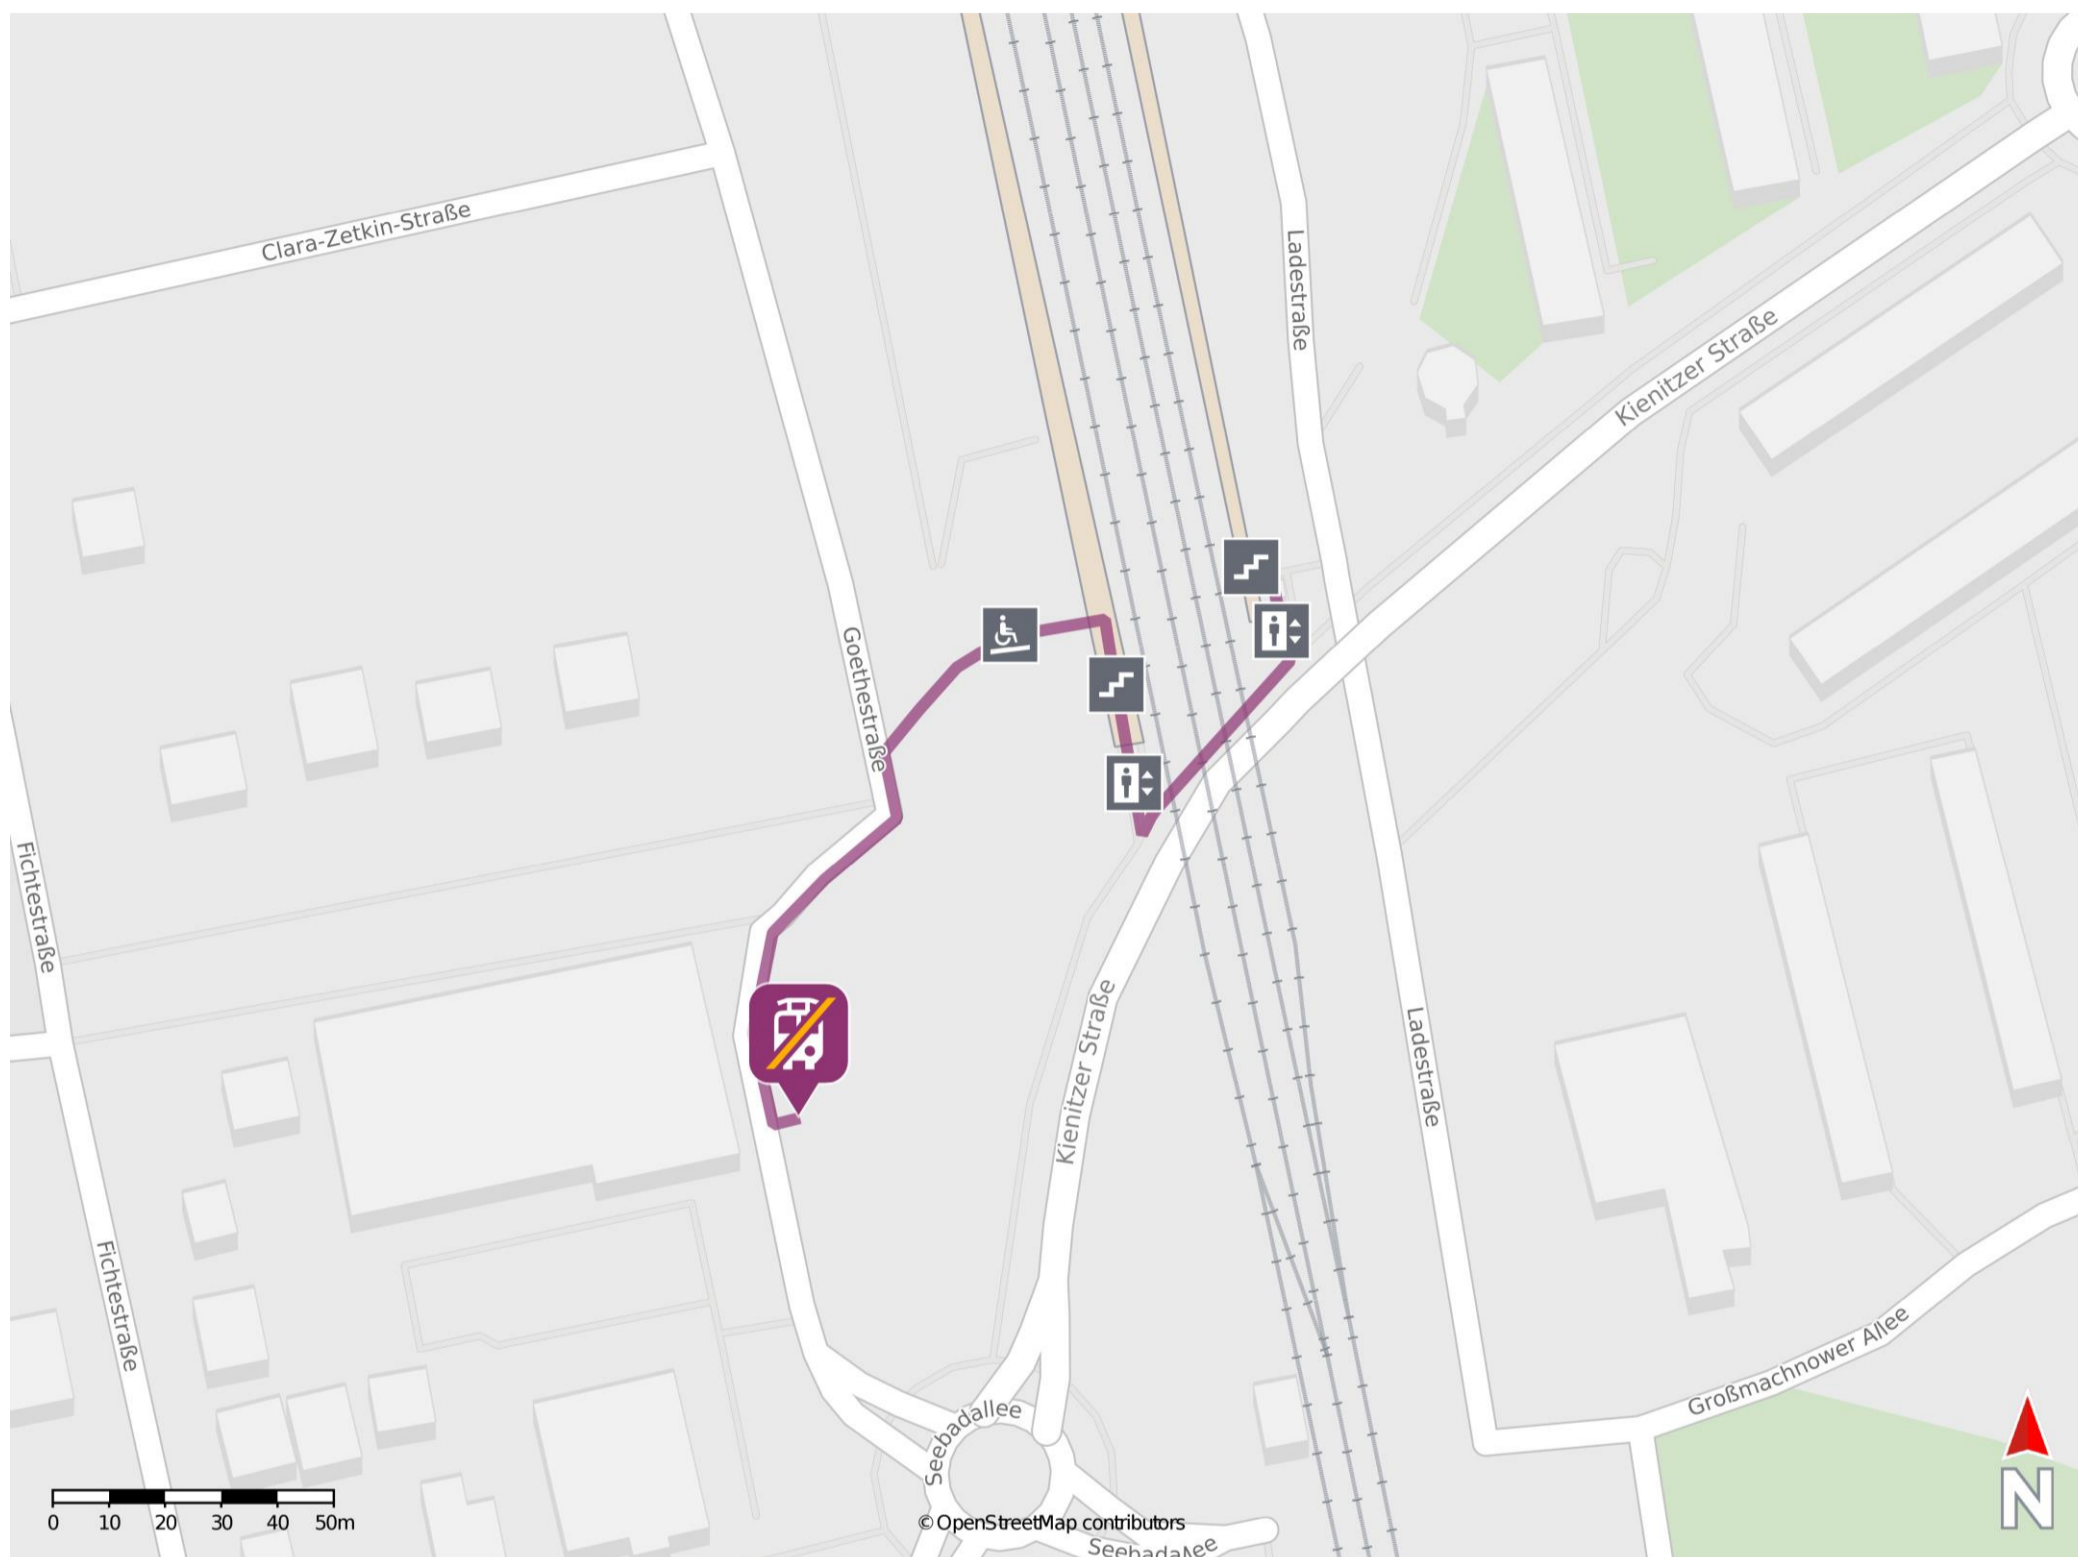 Clara-Zetkin-Straße
Ladestraße
Kienitzer Straße
Goethestraße
Fichtestraße
Kienitzer Straße
Ladestraße
Fichtestraße
Großmachnower Allee
Seebadallee
0 10 20 30 40 50m
© OpenStreetMap contributors
Seebadallee
N